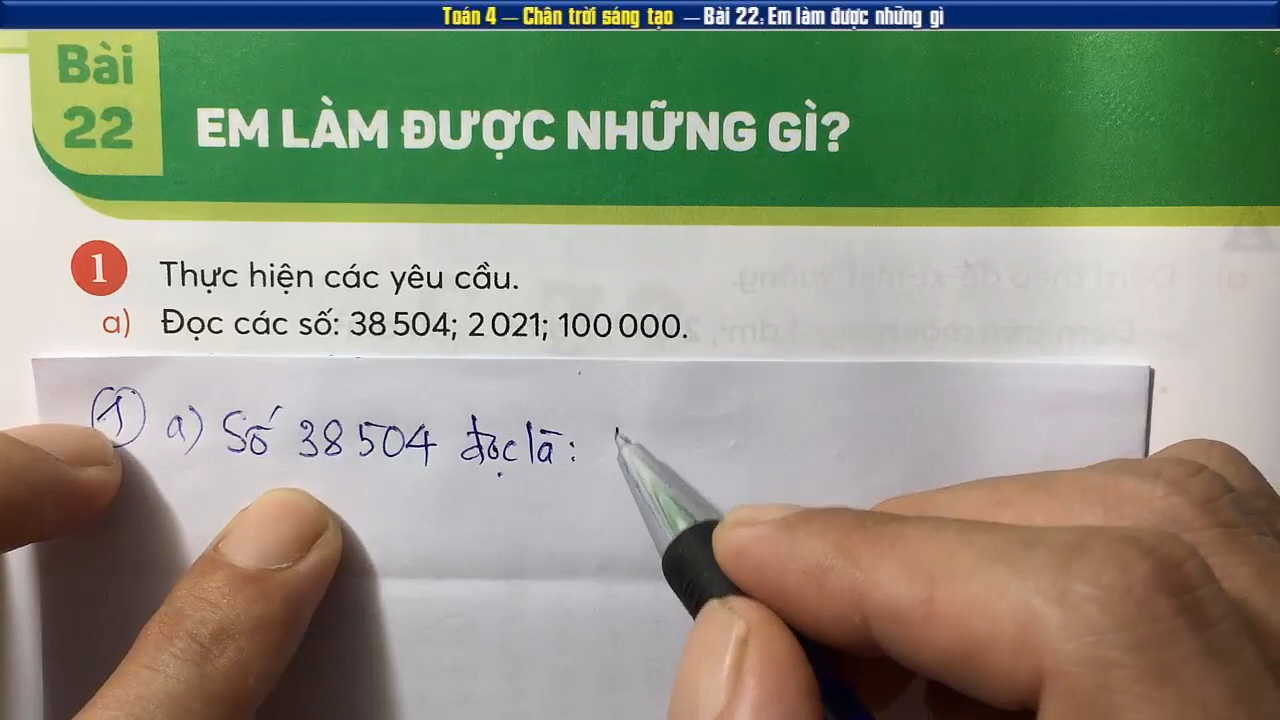 Toán 4 — Chân trời sáng tạo — Bài 22: Em làm được những gì
Bài
22
EM LÀM ĐƯỢC NHỮNG GÌ?
1 Thực hiện các yêu cầu.
a) Đọc các số: 38 504; 2 021; 100 000.
1 a) Số 38 504 đọc là: